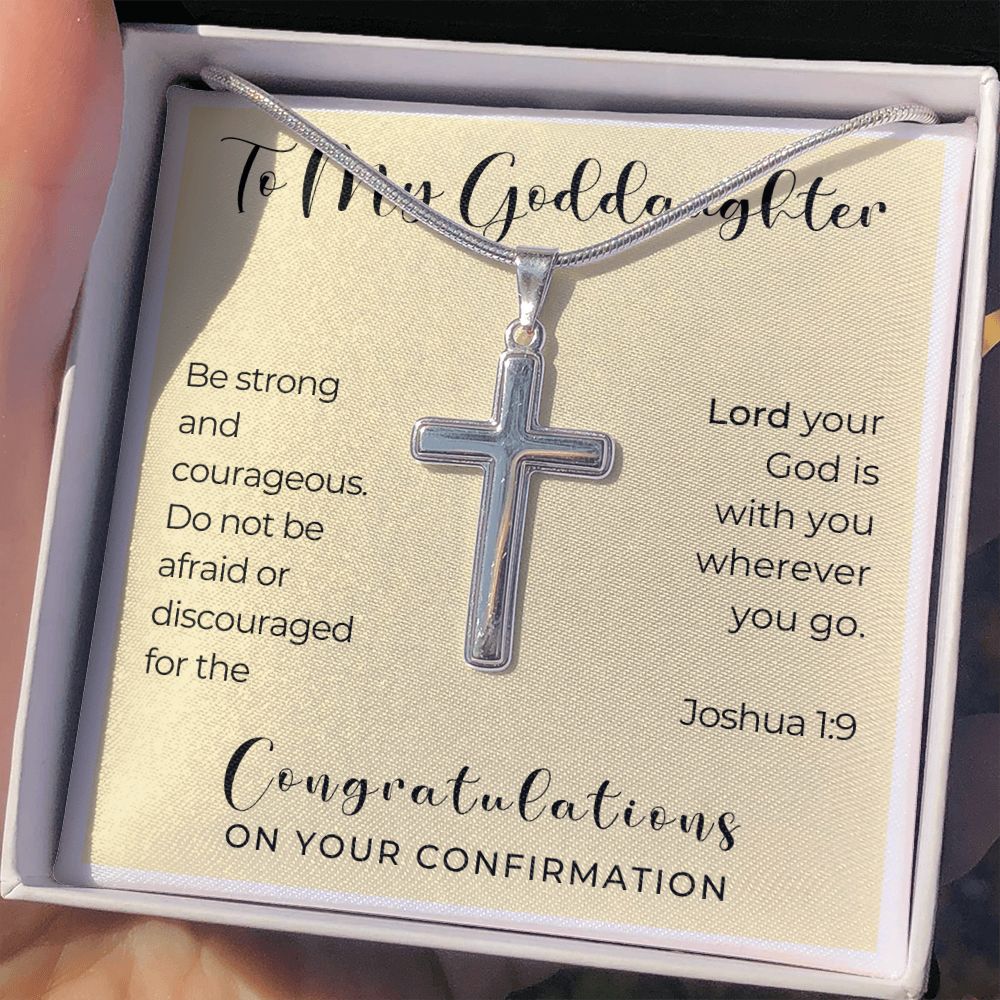 To My Goddaughter
Be strong
and
courageous.
Do not be
afraid or
discouraged
for the
Lord your
God is
with you
wherever
you go.
Joshua 1:9
Congratulations
ON YOUR CONFIRMATION